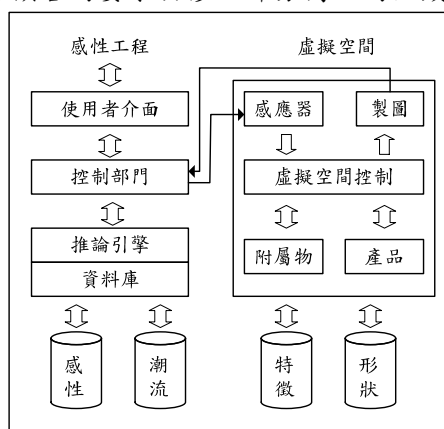 感性工程 虛擬空間
使用者介面 感應器 製圖
控制部門 虛擬空間控制
推論引擎 附屬物 產品
資料庫
感性 潮流 特徵 形狀